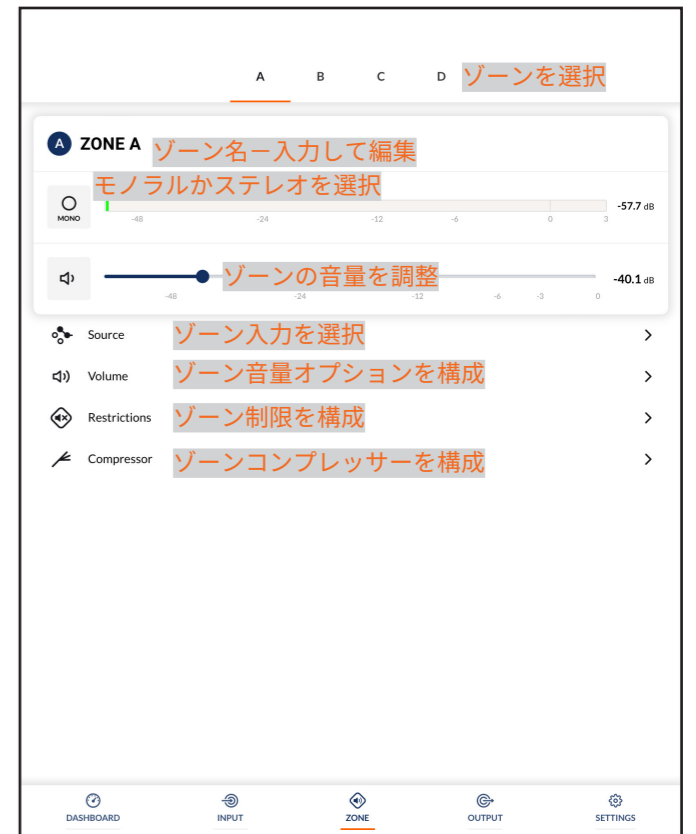 A B C D ゾーンを選択
A ZONE A ゾーン名－入力して編集
モノラルかステレオを選択
MONO -48 -24 -12 -6 0 3 -57.7 dB
ゾーンの音量を調整
-48 -24 -12 -6 -3 0 -40.1 dB
Source ゾーン入力を選択
Volume ゾーン音量オプションを構成
Restrictions ゾーン制限を構成
Compressor ゾーンコンプレッサーを構成
DASHBOARD INPUT ZONE OUTPUT SETTINGS